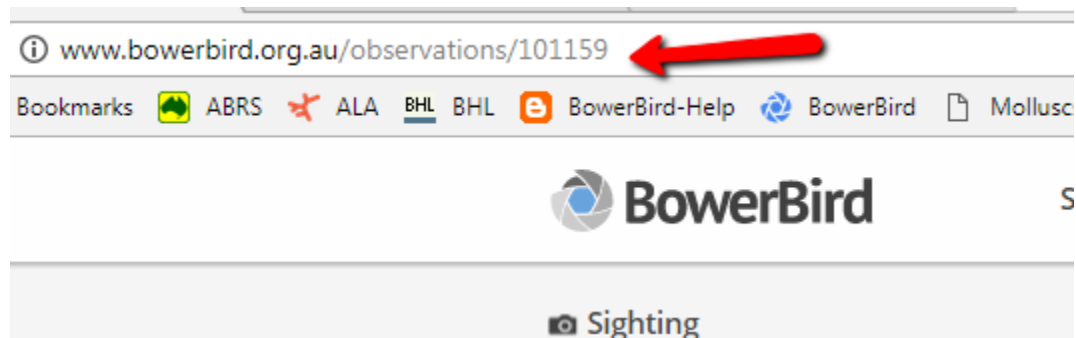 www.bowerbird.org.au/observations/101159
Bookmarks ABRS ALA BHL BHL BowerBird-Help BowerBird Mollusc
BowerBird S
Sighting